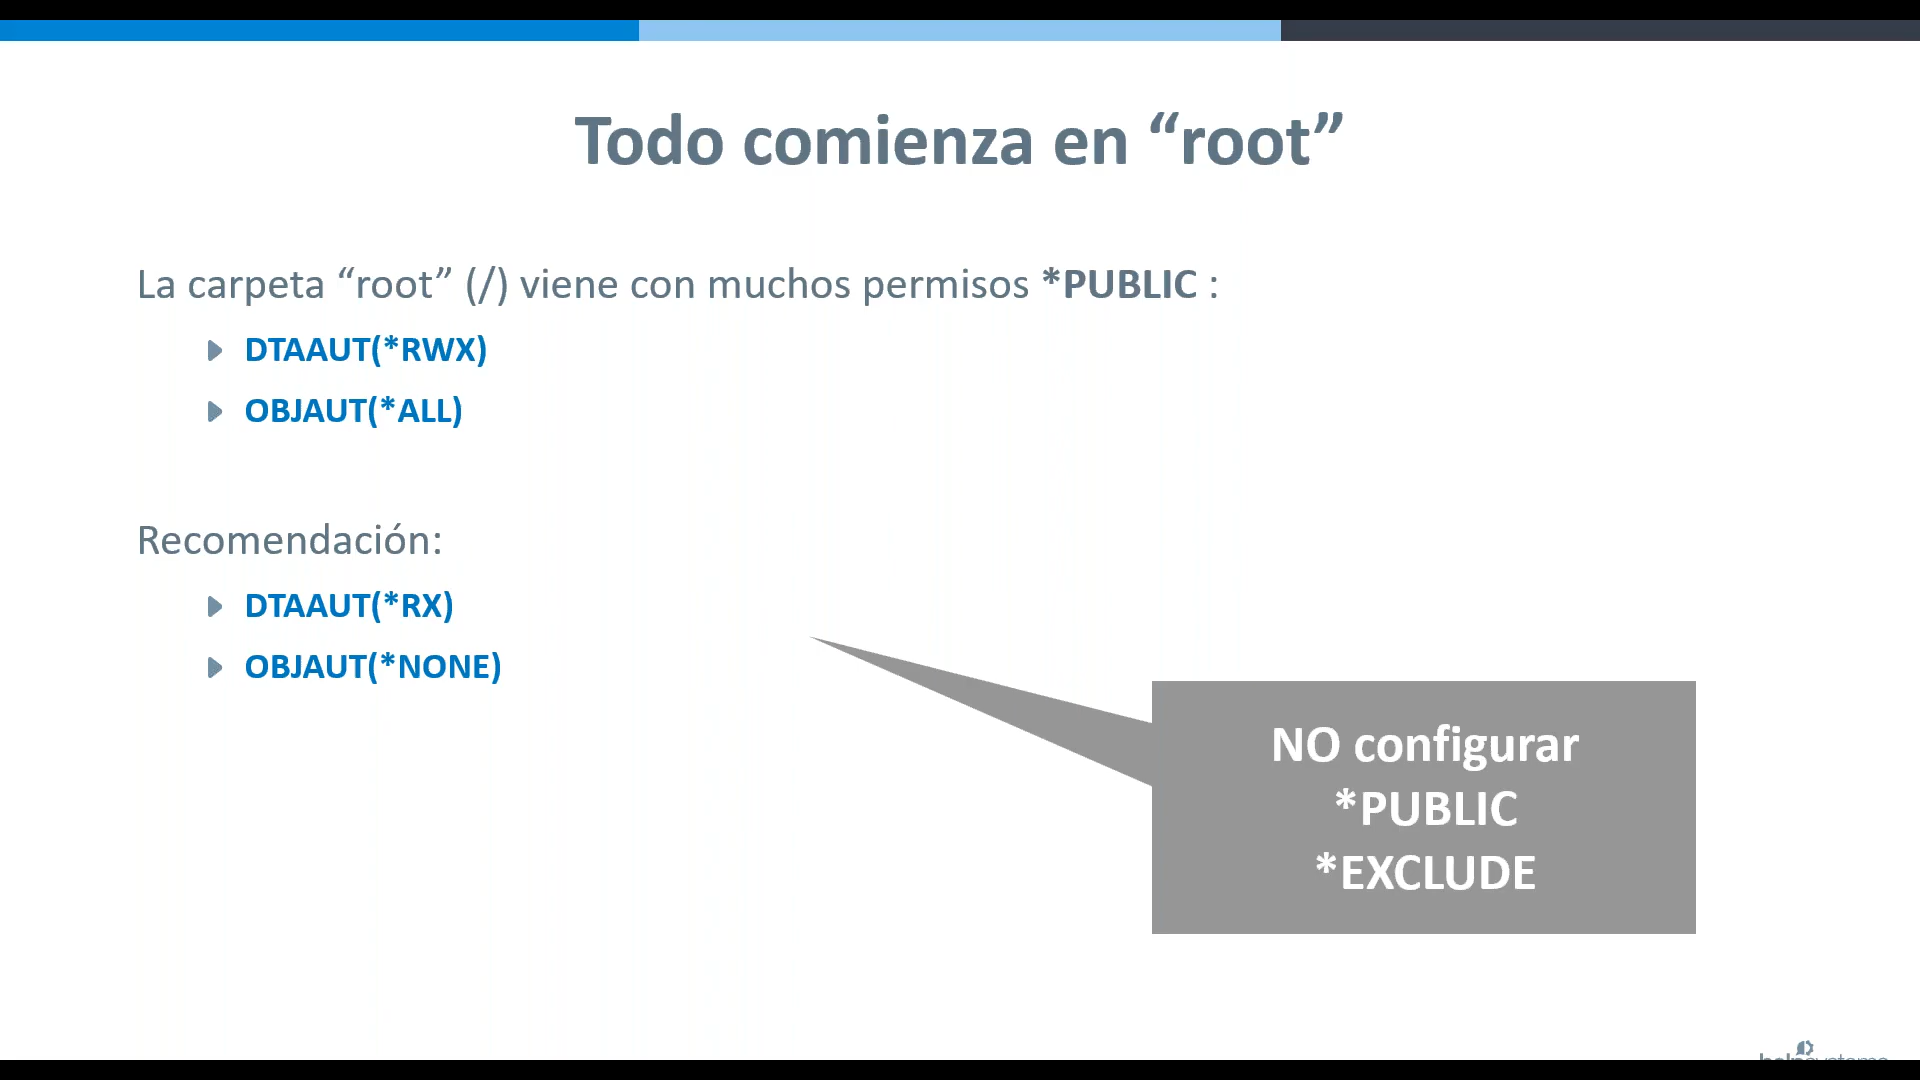 Todo comienza en “root”
La carpeta “root” (/) viene con muchos permisos *PUBLIC :
DTAAUT(*RWX)
OBJAUT(*ALL)
Recomendación:
DTAAUT(*RX)
OBJAUT(*NONE)
NO configurar
*PUBLIC
*EXCLUDE